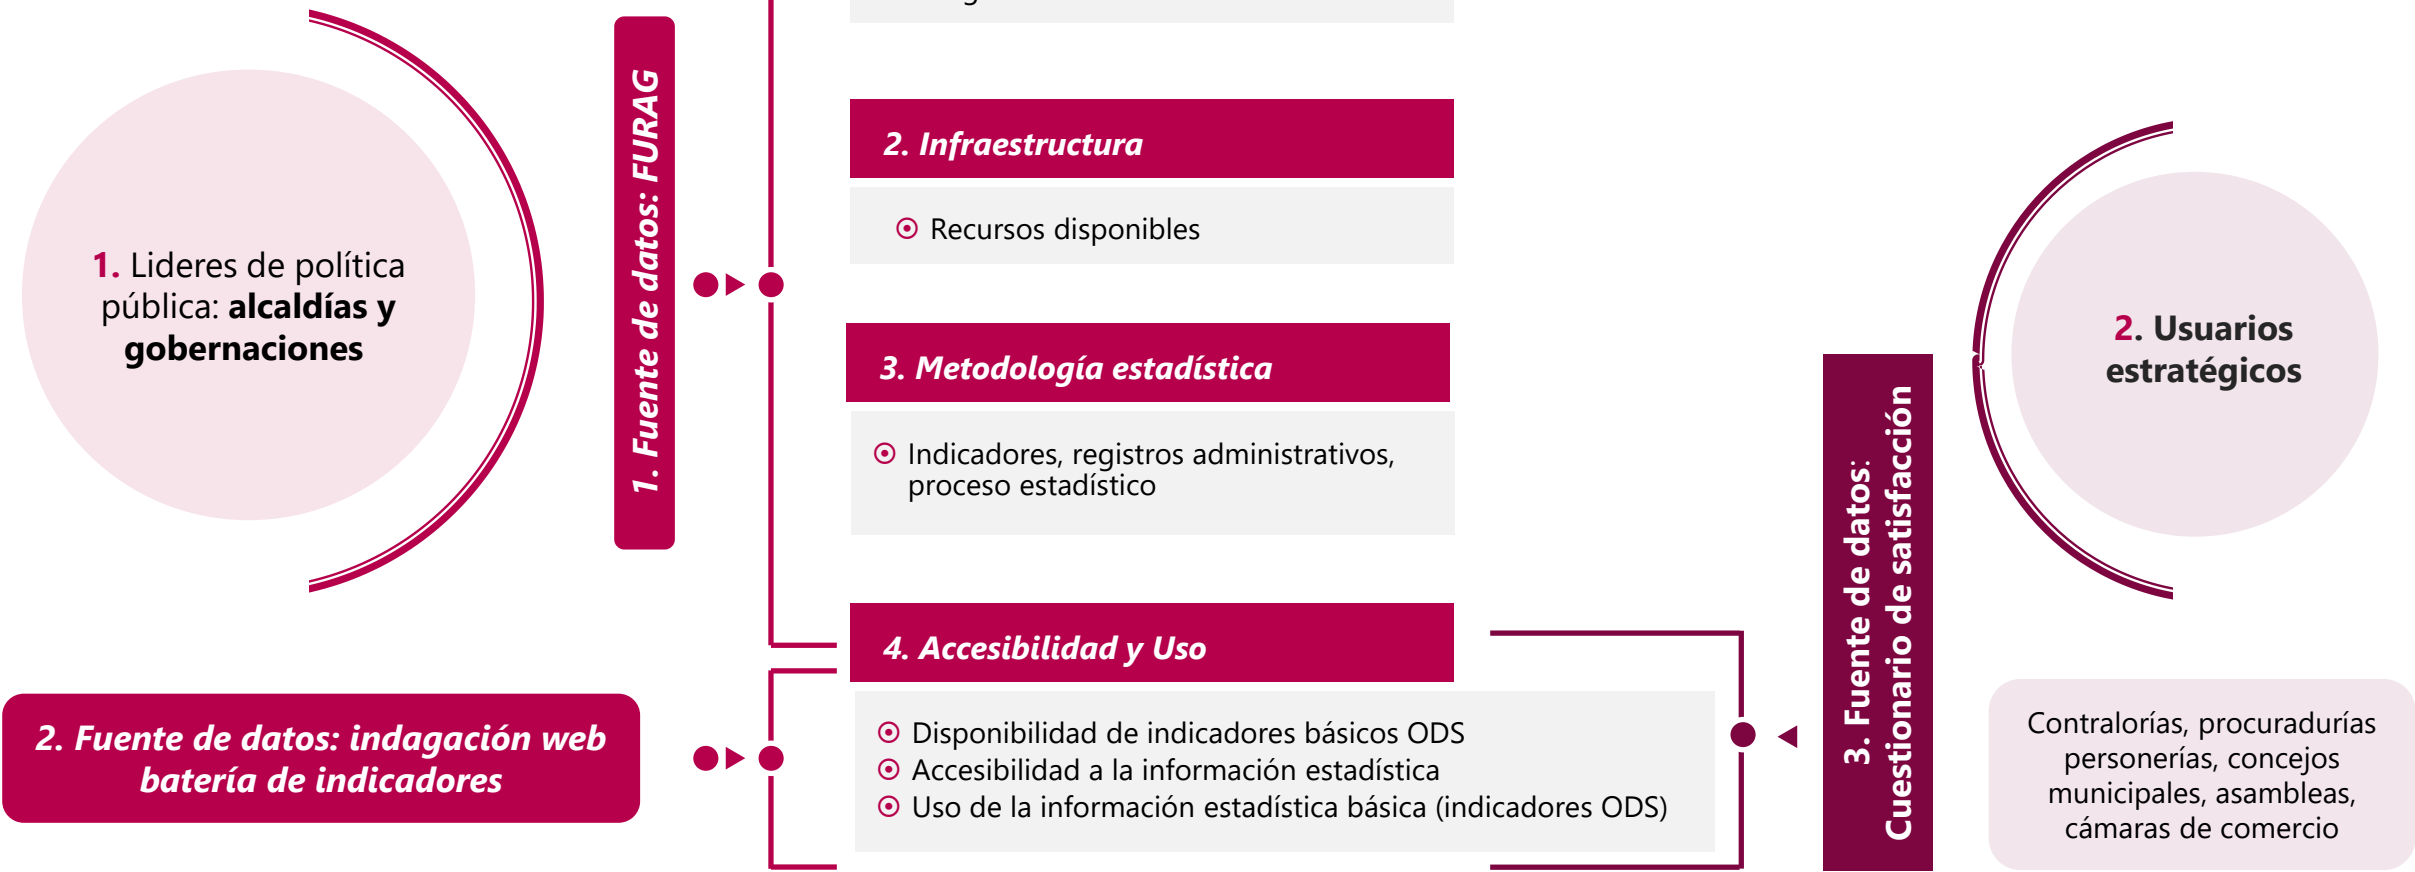 1. Lideres de política
pública: alcaldías y
gobernaciones
1. Fuente de datos: FURAG
2. Infraestructura
Recursos disponibles
3. Metodología estadística
Indicadores, registros administrativos,
proceso estadístico
4. Accesibilidad y Uso
Disponibilidad de indicadores básicos ODS
Accesibilidad a la información estadística
Uso de la información estadística básica (indicadores ODS)
2. Fuente de datos: indagación web
batería de indicadores
3. Fuente de datos:
Cuestionario de satisfacción
2. Usuarios
estratégicos
Contralorías, procuradurías
personerías, concejos
municipales, asambleas,
cámaras de comercio